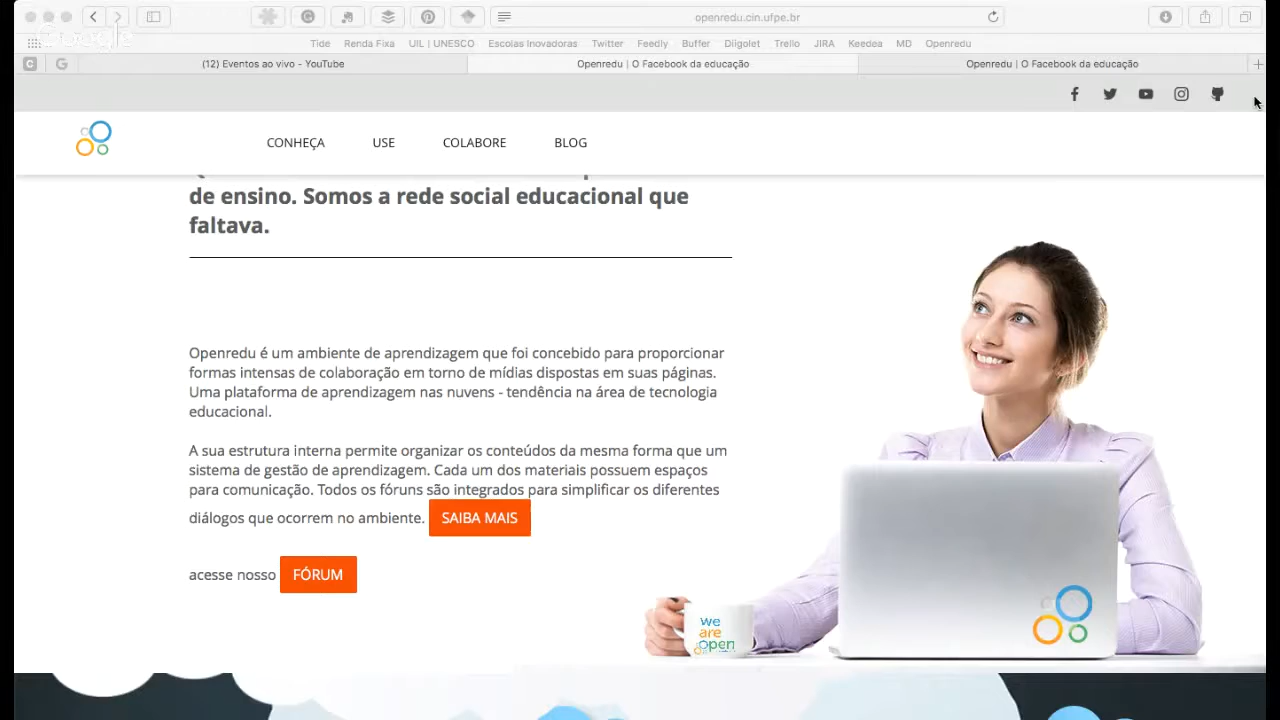 openredu.cin.ufpe.br
Google
Tide Renda Fixa UIL | UNESCO Escolas Inovadoras Twitter Feedly Buffer Diigolet Trello JIRA Keedea MD Openredu
(12) Eventos ao vivo - YouTube Openredu | O Facebook da educação Openredu | O Facebook da educação
CONHEÇA USE COLABORE BLOG
de ensino. Somos a rede social educacional que
faltava.
Openredu é um ambiente de aprendizagem que foi concebido para proporcionar
formas intensas de colaboração em torno de mídias dispostas em suas páginas.
Uma plataforma de aprendizagem nas nuvens - tendência na área de tecnologia
educacional.
A sua estrutura interna permite organizar os conteúdos da mesma forma que um
sistema de gestão de aprendizagem. Cada um dos materiais possuem espaços
para comunicação. Todos os fóruns são integrados para simplificar os diferentes
diálogos que ocorrem no ambiente. SAIBA MAIS
acesse nosso FÓRUM
we
are
open